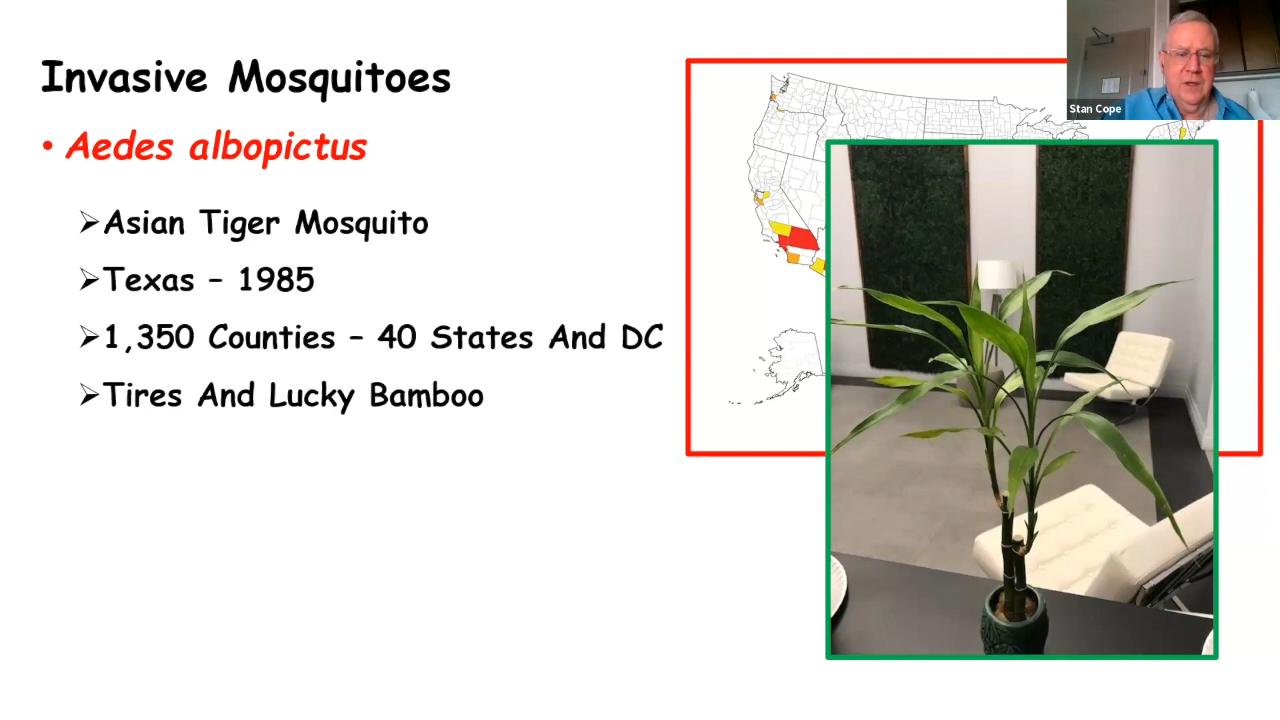 Invasive Mosquitoes
• Aedes albopictus
➢Asian Tiger Mosquito
➢Texas – 1985
➢1,350 Counties – 40 States And DC
➢Tires And Lucky Bamboo
Stan Cope